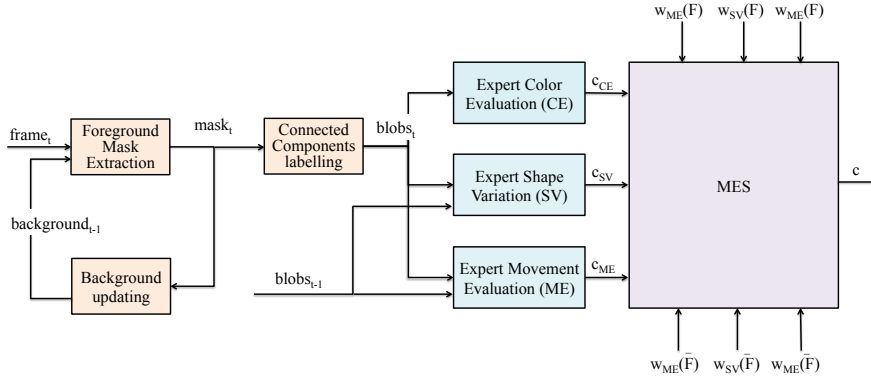 w_ME(F) w_SV(F) w_ME(F)
Expert Color
Evaluation (CE)
c_CE
frame_t
Foreground
Mask
Extraction
mask_t
Connected
Components
labelling
blobs_t
Expert Shape
Variation (SV)
c_SV
MES
c
background_t-1
Background
updating
blobs_t-1
Expert Movement
Evaluation (ME)
c_ME
w_ME(F̄) w_SV(F̄) w_ME(F̄)